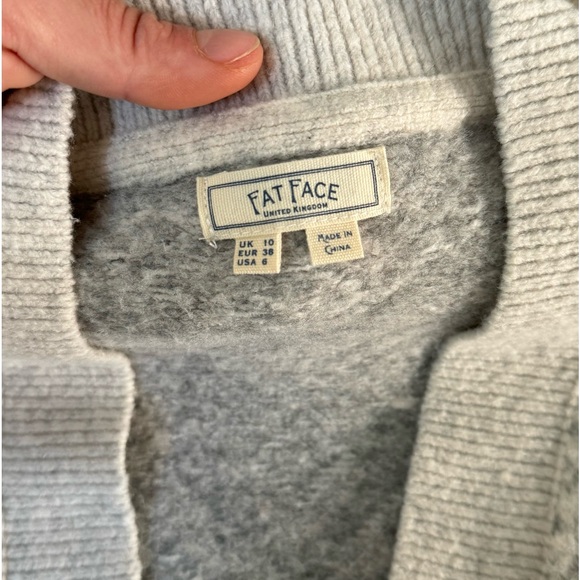 FAT FACE
UNITED KINGDOM
UK 10
EUR 38
USA 6
MADE IN
CHINA